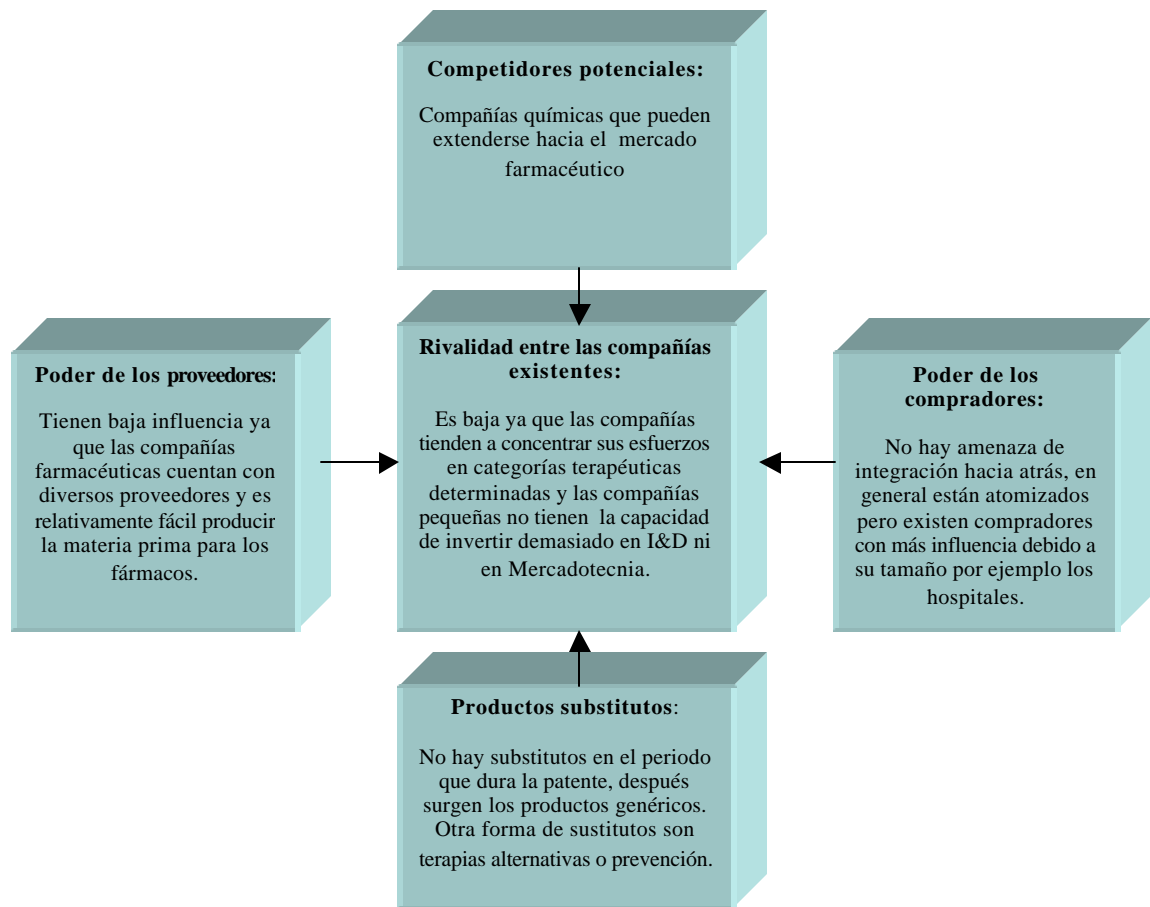 Competidores potenciales:
Compañías químicas que pueden
extenderse hacia el mercado
farmacéutico
Poder de los proveedores:
Tienen baja influencia ya
que las compañías
farmacéuticas cuentan con
diversos proveedores y es
relativamente fácil producir
la materia prima para los
fármacos.
Rivalidad entre las compañías
existentes:
Es baja ya que las compañías
tienden a concentrar sus esfuerzos
en categorías terapéuticas
determinadas y las compañías
pequeñas no tienen la capacidad
de invertir demasiado en I&D ni
en Mercadotecnia.
Poder de los
compradores:
No hay amenaza de
integración hacia atrás, en
general están atomizados
pero existen compradores
con más influencia debido a
su tamaño por ejemplo los
hospitales.
Productos substitutos:
No hay substitutos en el periodo
que dura la patente, después
surgen los productos genéricos.
Otra forma de sustitutos son
terapias alternativas o prevención.